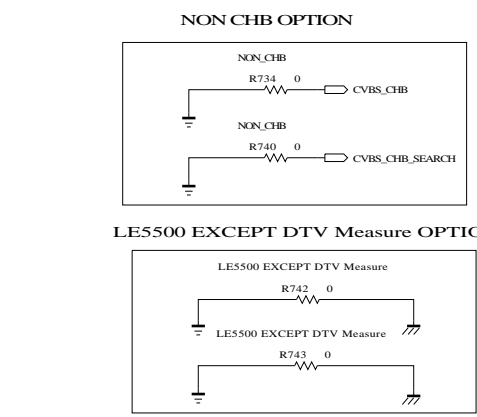 NON CHB OPTION
NON_CHB
R734 0
CVBS_CHB
NON_CHB
R740 0
CVBS_CHB_SEARCH
LE5500 EXCEPT DTV Measure OPTIC
LE5500 EXCEPT DTV Measure
R742 0
LE5500 EXCEPT DTV Measure
R743 0